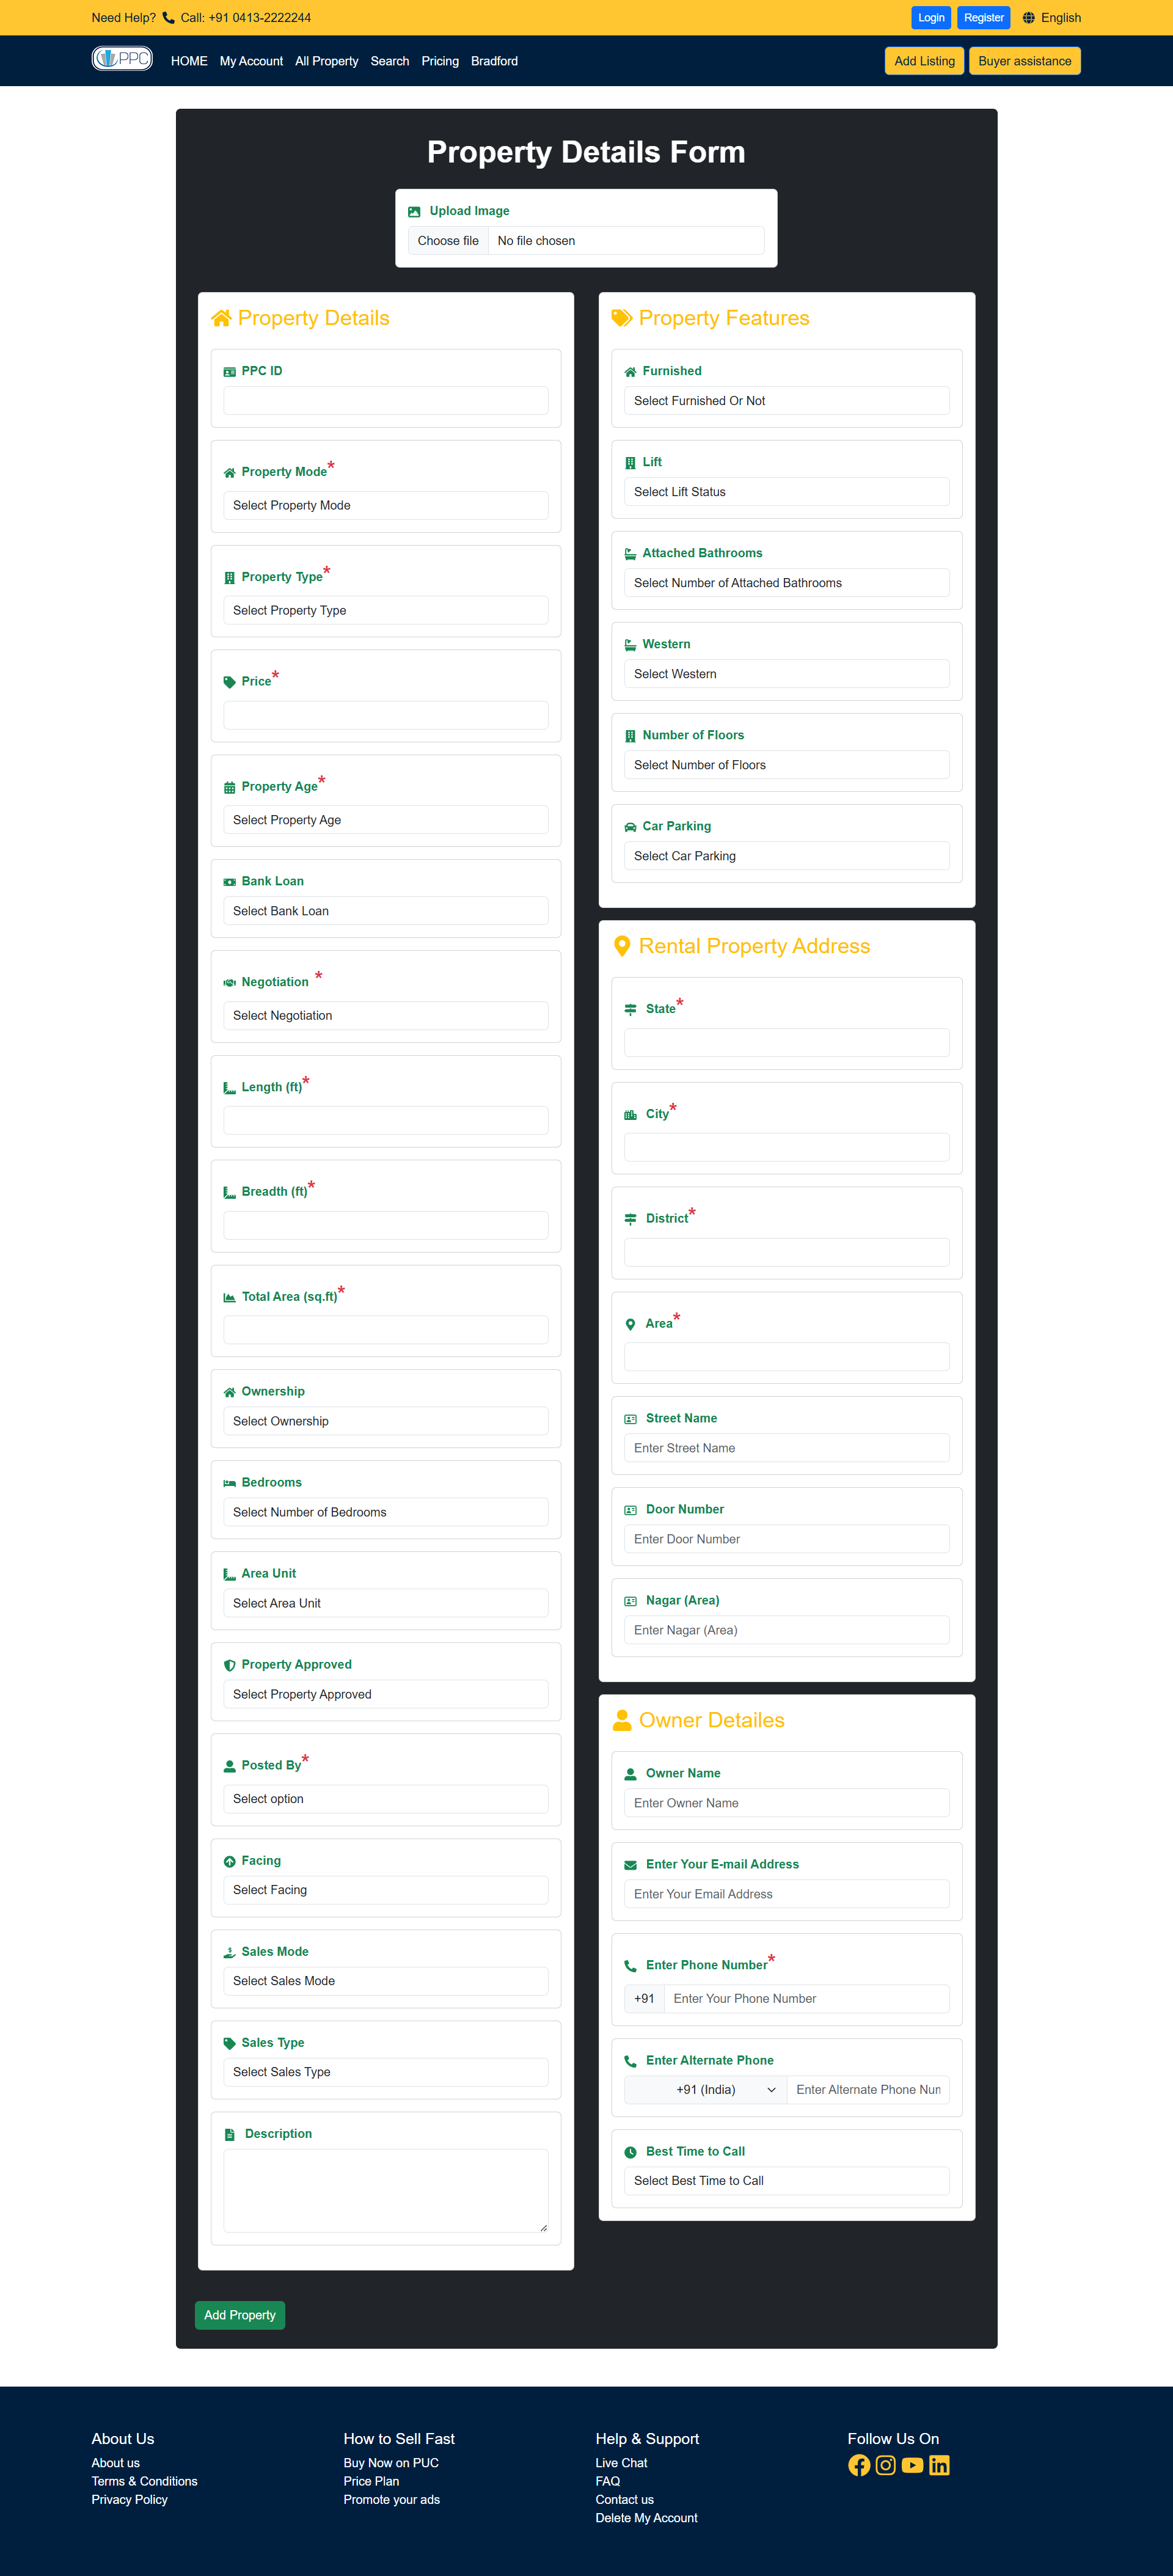 Need Help? Call: +91 0413-2222244
Login Register English
PPC HOME My Account All Property Search Pricing Bradford
Add Listing Buyer assistance
Property Details Form
Upload Image
Choose file No file chosen
Property Details
PPC ID
Property Mode*
Select Property Mode
Property Type*
Select Property Type
Price*
Property Age*
Select Property Age
Bank Loan
Select Bank Loan
Negotiation *
Select Negotiation
Length (ft)*
Breadth (ft)*
Total Area (sq.ft)*
Ownership
Select Ownership
Bedrooms
Select Number of Bedrooms
Area Unit
Select Area Unit
Property Approved
Select Property Approved
Posted By*
Select option
Facing
Select Facing
Sales Mode
Select Sales Mode
Sales Type
Select Sales Type
Description
Property Features
Furnished
Select Furnished Or Not
Lift
Select Lift Status
Attached Bathrooms
Select Number of Attached Bathrooms
Western
Select Western
Number of Floors
Select Number of Floors
Car Parking
Select Car Parking
Rental Property Address
State*
City*
District*
Area*
Street Name
Enter Street Name
Door Number
Enter Door Number
Nagar (Area)
Enter Nagar (Area)
Owner Detailes
Owner Name
Enter Owner Name
Enter Your E-mail Address
Enter Your Email Address
Enter Phone Number*
+91 Enter Your Phone Number
Enter Alternate Phone
+91 (India) Enter Alternate Phone Nun
Best Time to Call
Select Best Time to Call
Add Property
About Us
About us
Terms & Conditions
Privacy Policy
How to Sell Fast
Buy Now on PUC
Price Plan
Promote your ads
Help & Support
Live Chat
FAQ
Contact us
Delete My Account
Follow Us On